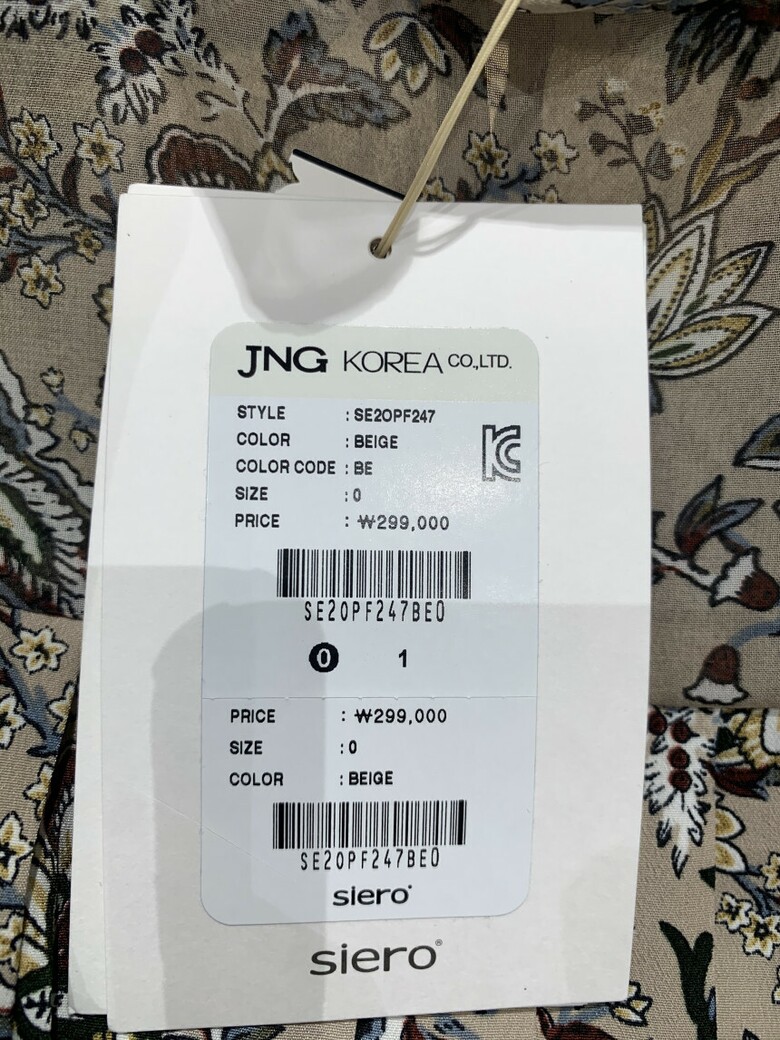 JNG KOREA CO.,LTD.
STYLE : SE2OPF247
COLOR : BEIGE
COLOR CODE : BE
SIZE : 0
PRICE : ₩299,000
SE20PF247BE0
0 1
PRICE : ₩299,000
SIZE : 0
COLOR : BEIGE
SE20PF247BE0
siero
siero®